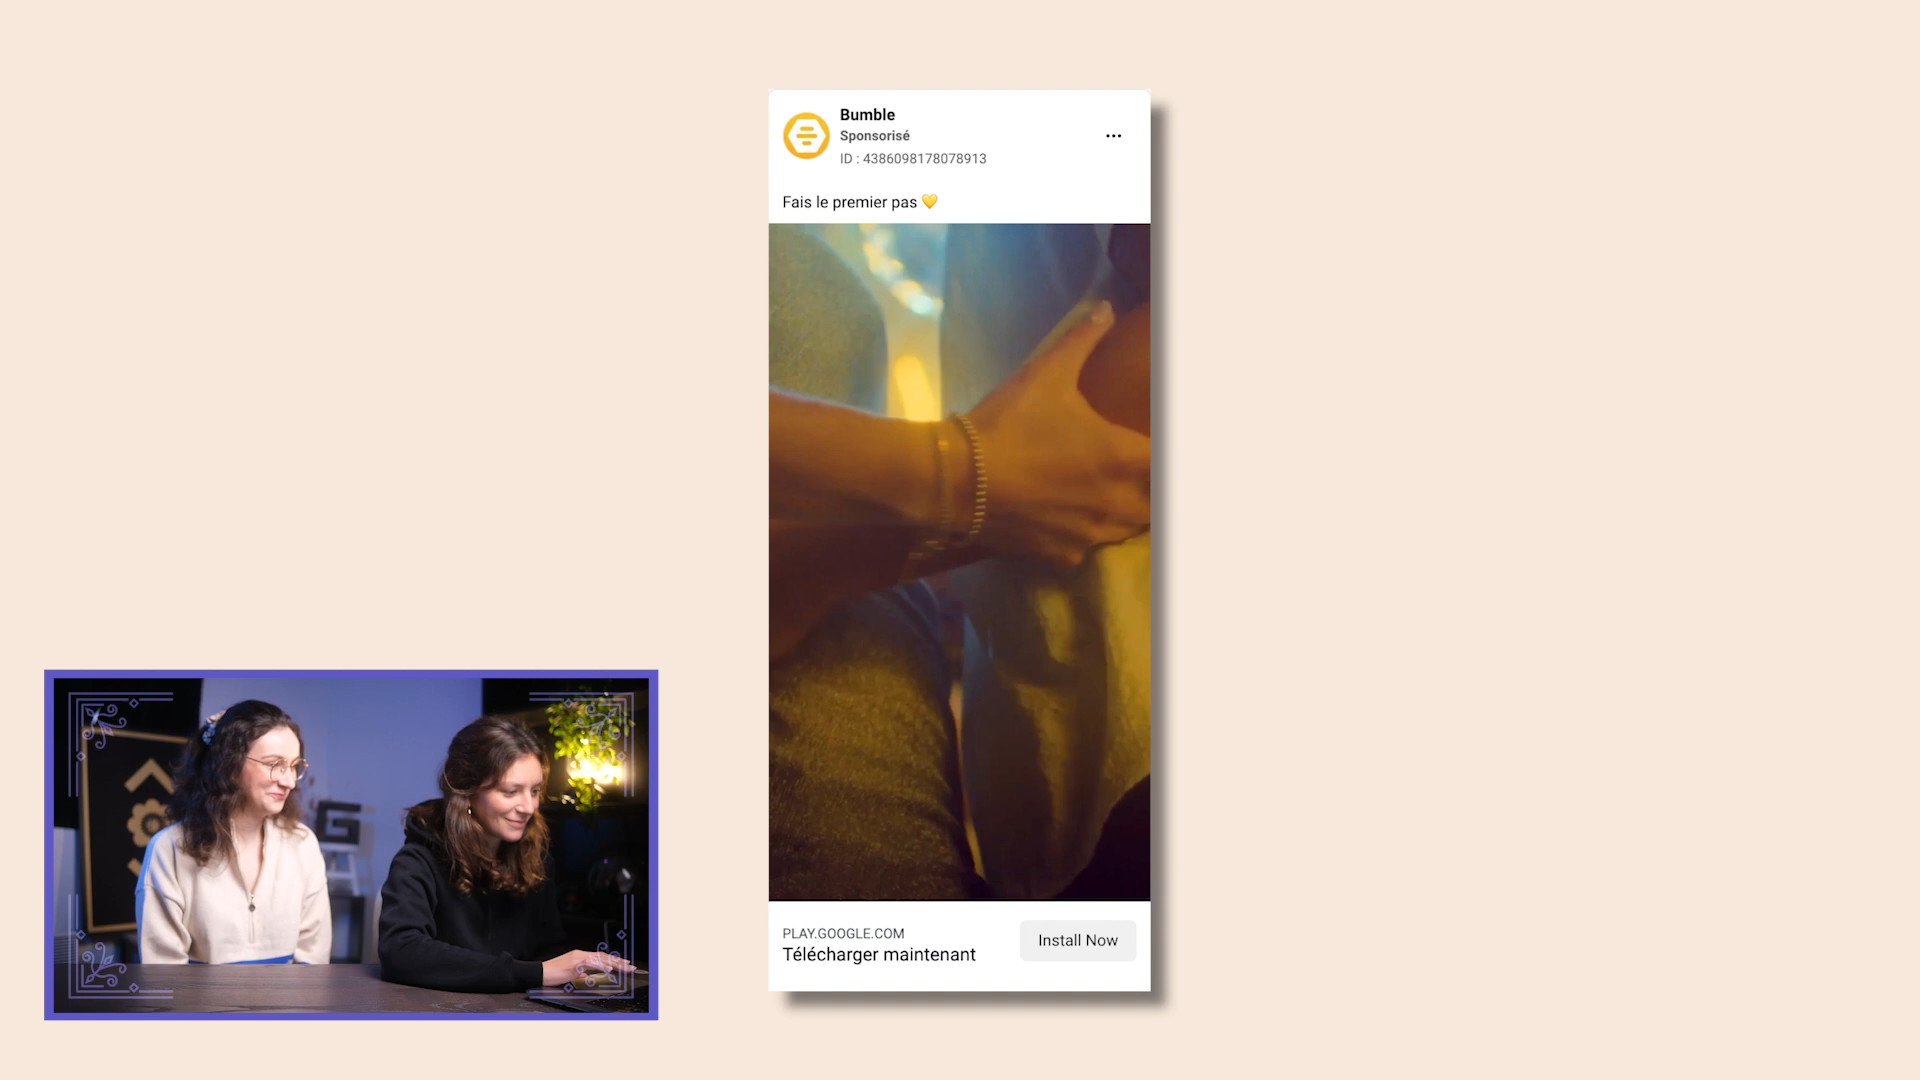 Bumble
Sponsorisé
ID : 4386098178078913
Fais le premier pas 💛
PLAY.GOOGLE.COM
Télécharger maintenant
Install Now
G